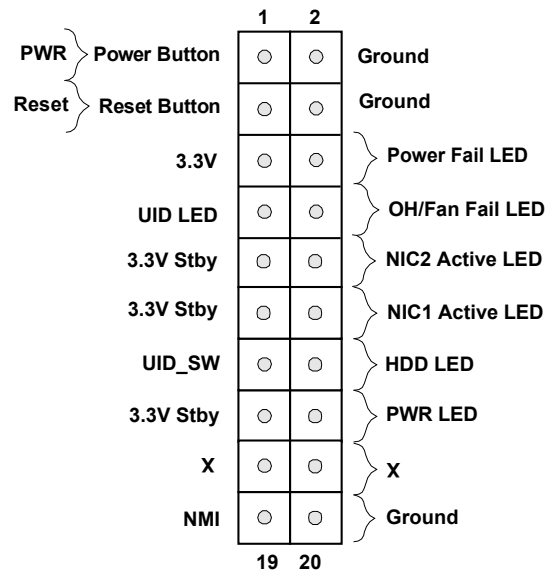 1 2
PWR Power Button Ground
Reset Reset Button Ground
3.3V Power Fail LED
UID LED OH/Fan Fail LED
3.3V Stby NIC2 Active LED
3.3V Stby NIC1 Active LED
UID_SW HDD LED
3.3V Stby PWR LED
X X
NMI Ground
19 20